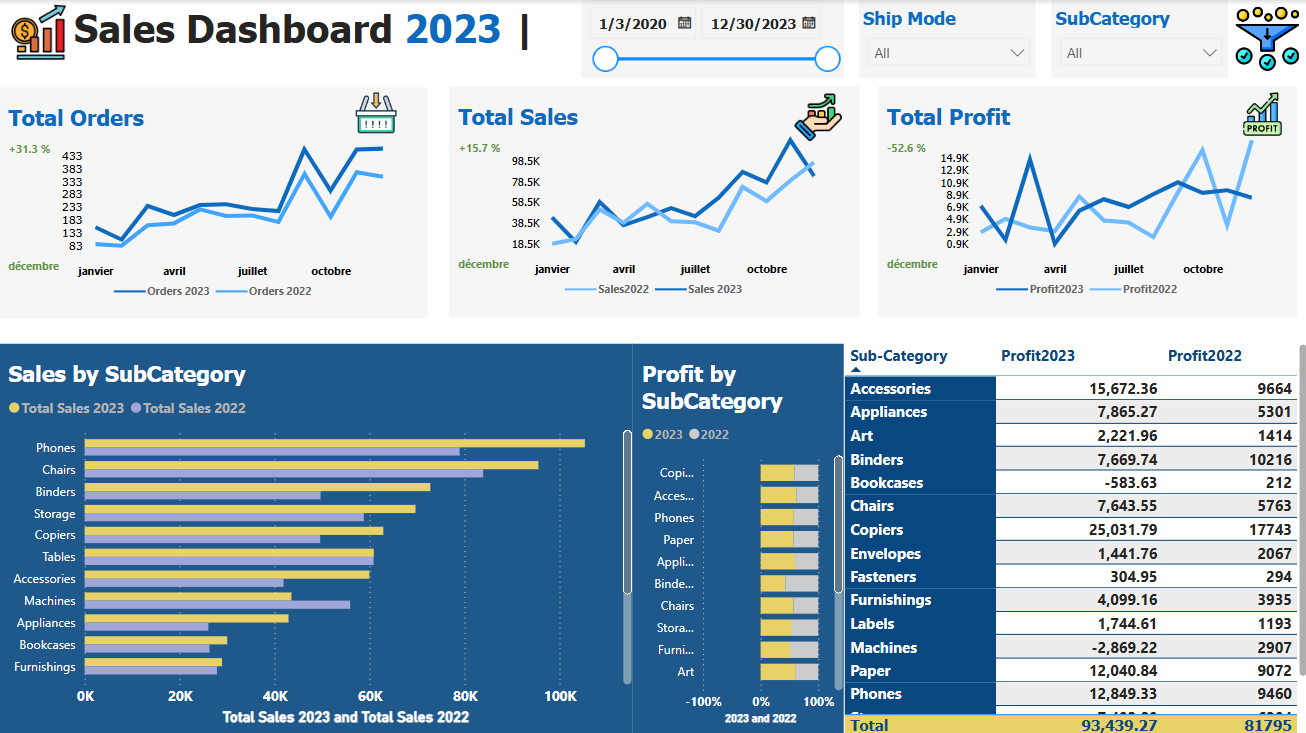 Sales Dashboard 2023 |
1/3/2020
12/30/2023
Ship Mode
All
SubCategory
All
Total Orders
+31.3 %
433
383
333
283
233
183
133
83
décembre
janvier avril juillet octobre
Orders 2023 Orders 2022
Total Sales
+15.7 %
98.5K
78.5K
58.5K
38.5K
18.5K
décembre
janvier avril juillet octobre
Sales2022 Sales 2023
Total Profit
PROFIT
-52.6 %
14.9K
12.9K
10.9K
8.9K
6.9K
4.9K
2.9K
0.9K
décembre
janvier avril juillet octobre
Profit2023 Profit2022
Sales by SubCategory
Total Sales 2023 Total Sales 2022
Phones
Chairs
Binders
Storage
Copiers
Tables
Accessories
Machines
Appliances
Bookcases
Furnishings
0K 20K 40K 60K 80K 100K
Total Sales 2023 and Total Sales 2022
Profit by
SubCategory
2023 2022
Copi...
Acces...
Phones
Paper
Appli...
Binde...
Chairs
Stora...
Furni...
Art
-100% 0% 100%
2023 and 2022
Sub-Category Profit2023 Profit2022
Accessories 15,672.36 9664
Appliances 7,865.27 5301
Art 2,221.96 1414
Binders 7,669.74 10216
Bookcases -583.63 212
Chairs 7,643.55 5763
Copiers 25,031.79 17743
Envelopes 1,441.76 2067
Fasteners 304.95 294
Furnishings 4,099.16 3935
Labels 1,744.61 1193
Machines -2,869.22 2907
Paper 12,040.84 9072
Phones 12,849.33 9460
Total 93,439.27 81795